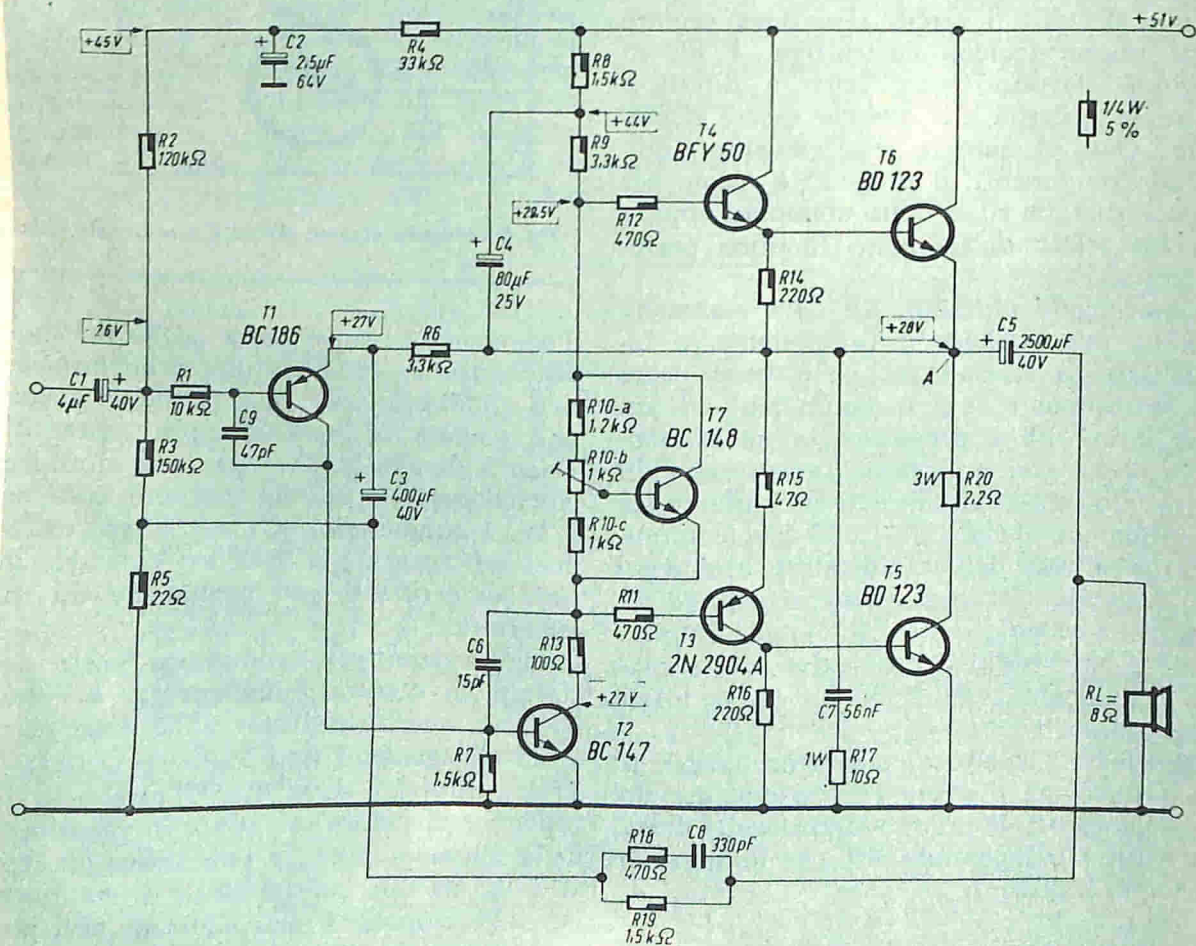 +51V
+45V
C2
2,5µF
64V
R4
33kΩ
R8
1,5kΩ
1/4W
5%
+44V
R2
120kΩ
R9
3,3kΩ
T4
BFY 50
T6
BD 123
R12
470Ω
C4
80µF
25V
R14
220Ω
T1
BC 186
+27V
R6
3,3kΩ
+28V
A
C5
2500µF
40V
C1
4µF
40V
R1
10kΩ
C9
47pF
R3
150kΩ
C3
400µF
40V
R10-a
1,2kΩ
T7
BC 148
R10-b
1kΩ
R10-c
1kΩ
R15
47Ω
3W
R20
2,2Ω
R5
22Ω
R11
470Ω
T3
2N 2904A
T5
BD 123
C6
15pF
R13
100Ω
+27V
T2
BC 147
R7
1,5kΩ
R16
220Ω
C7
56nF
1W
R17
10Ω
RL=
8Ω
R18
470Ω
C8
330pF
R19
1,5kΩ